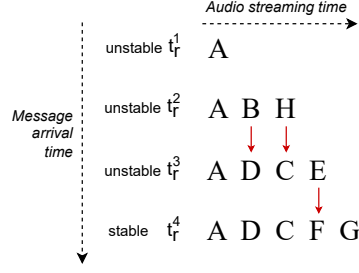 Audio streaming time
unstable t_r^1 A
unstable t_r^2 A B H
Message
arrival
time
unstable t_r^3 A D C E
stable t_r^4 A D C F G